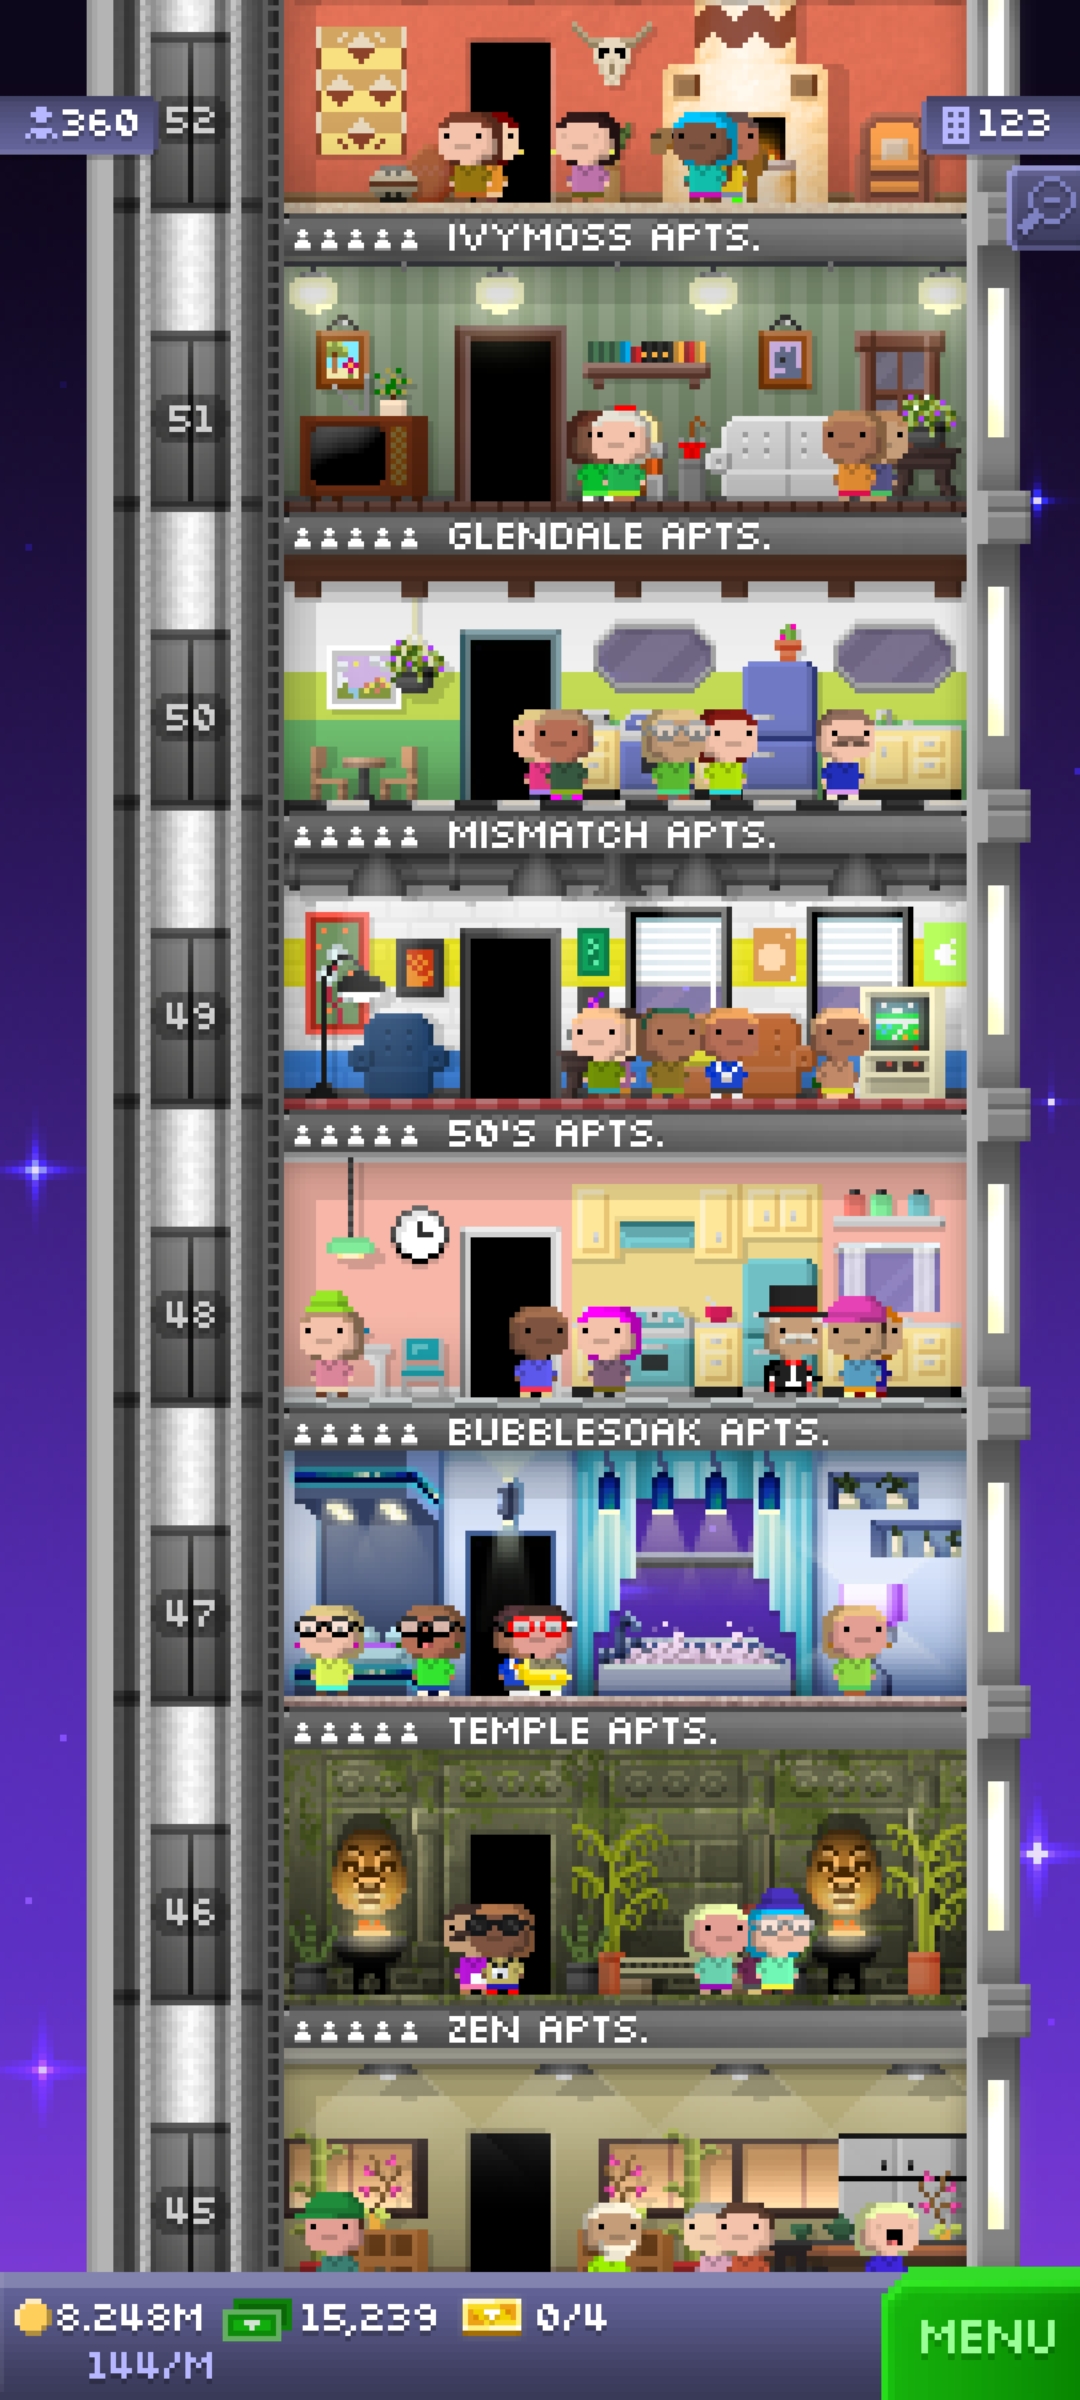 360
52
123
IVYMOSS APTS.
51
GLENDALE APTS.
50
MISMATCH APTS.
49
50'S APTS.
48
BUBBLESOAK APTS.
47
TEMPLE APTS.
46
ZEN APTS.
45
8.248M 15,239 0/4
144/M
MENU